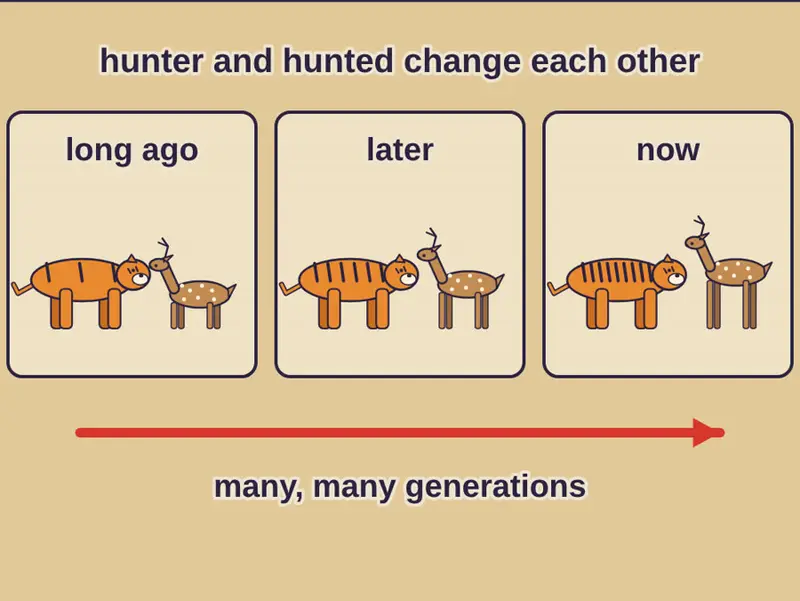 hunter and hunted change each other
long ago
later
now
many, many generations